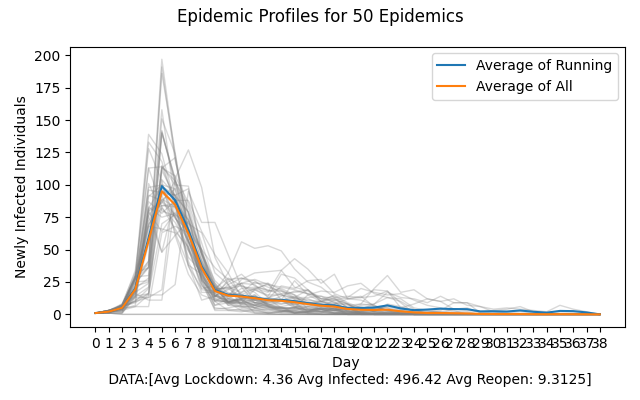 Epidemic Profiles for 50 Epidemics
200
175
150
125
100
75
50
25
0
Newly Infected Individuals
Average of Running
Average of All
0 1 2 3 4 5 6 7 8 9 10 11 12 13 14 15 16 17 18 19 20 21 22 23 24 25 26 27 28 29 30 31 32 33 34 35 36 37 38
Day
DATA:[Avg Lockdown: 4.36 Avg Infected: 496.42 Avg Reopen: 9.3125]